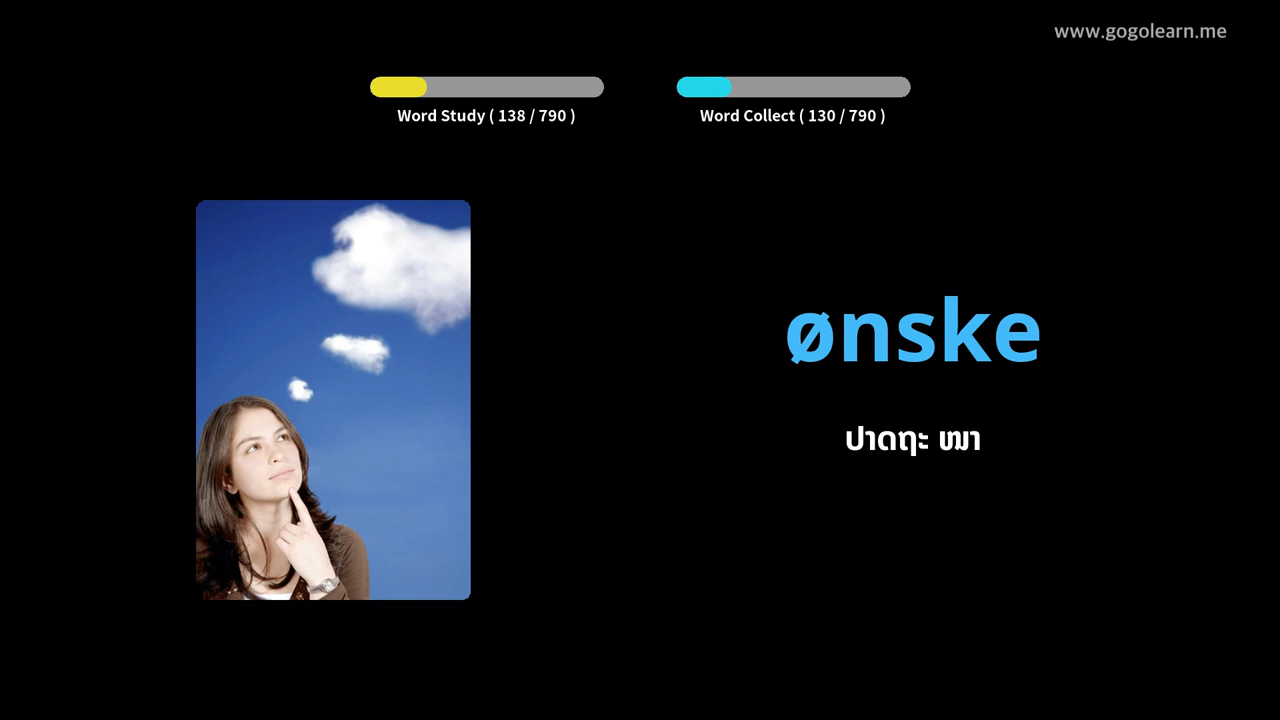 www.gogolearn.me
Word Study ( 138 / 790 )
Word Collect ( 130 / 790 )
ønske
ປາດຖະ ໜາ